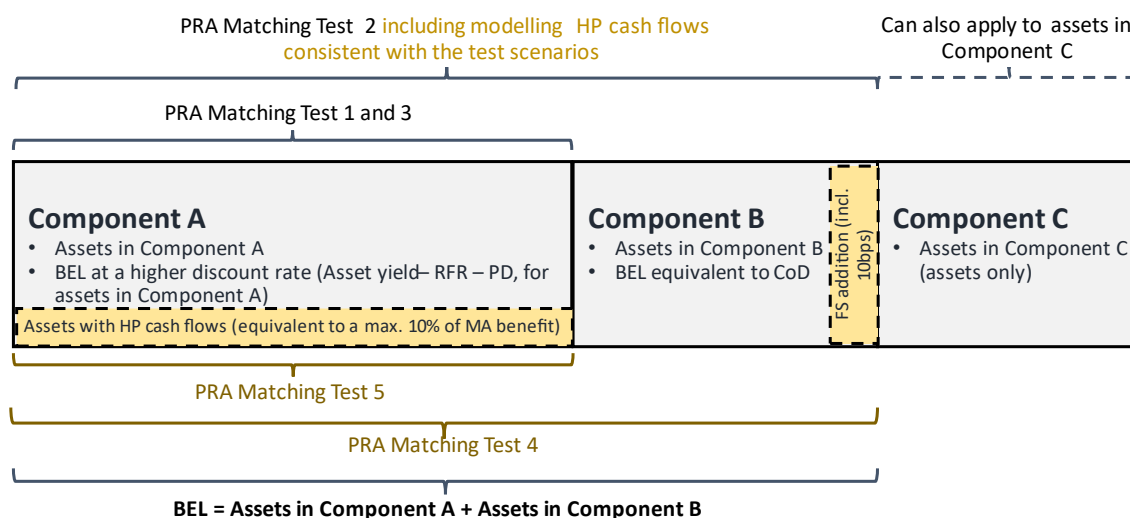 PRA Matching Test 2 including modelling HP cash flows
consistent with the test scenarios
Can also apply to assets in
Component C
PRA Matching Test 1 and 3
Component A
• Assets in Component A
• BEL at a higher discount rate (Asset yield– RFR – PD, for
assets in Component A)
Assets with HP cash flows (equivalent to a max. 10% of MA benefit)
Component B
• Assets in Component B
• BEL equivalent to CoD
FS addition (incl.
10bps)
Component C
• Assets in Component C
(assets only)
PRA Matching Test 5
PRA Matching Test 4
BEL = Assets in Component A + Assets in Component B